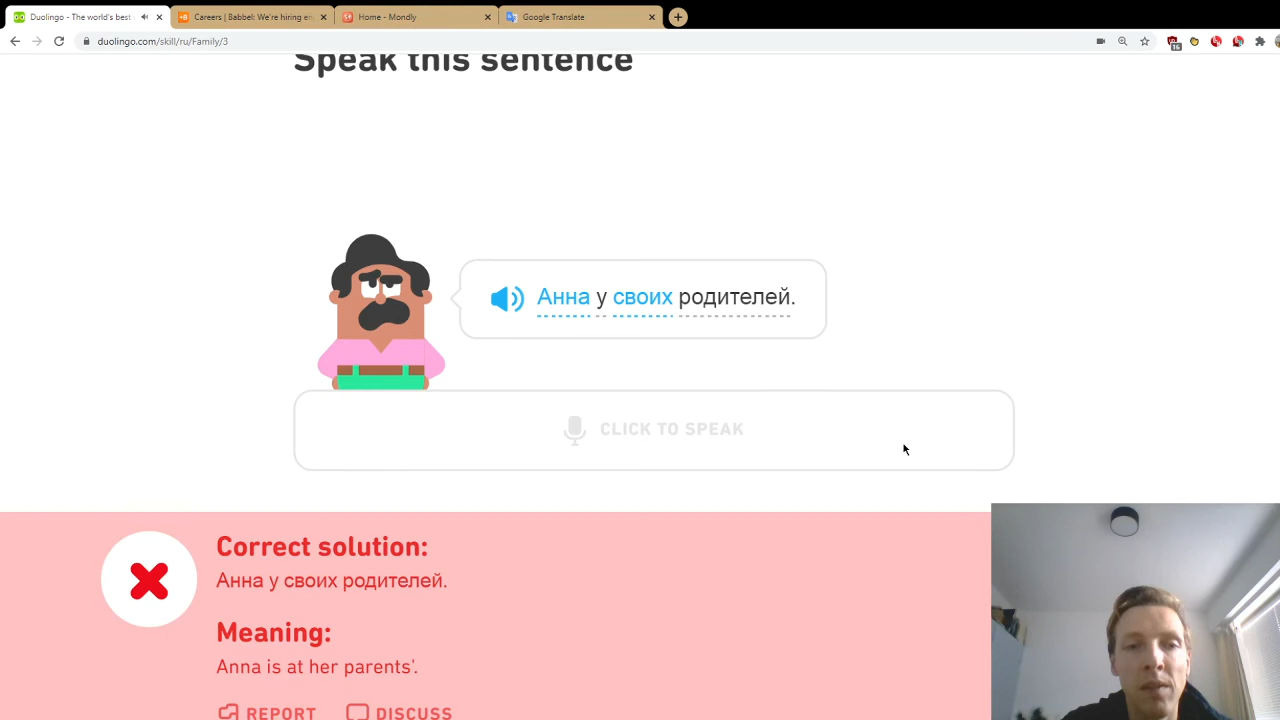 Duolingo - The world's best
Careers | Babbel: We're hiring en
Home - Mondly
Google Translate
duolingo.com/skill/ru/Family/3
16
Speak this sentence
Анна у своих родителей.
CLICK TO SPEAK
Correct solution:
Анна у своих родителей.
Meaning:
Anna is at her parents'.
REPORT
DISCUSS